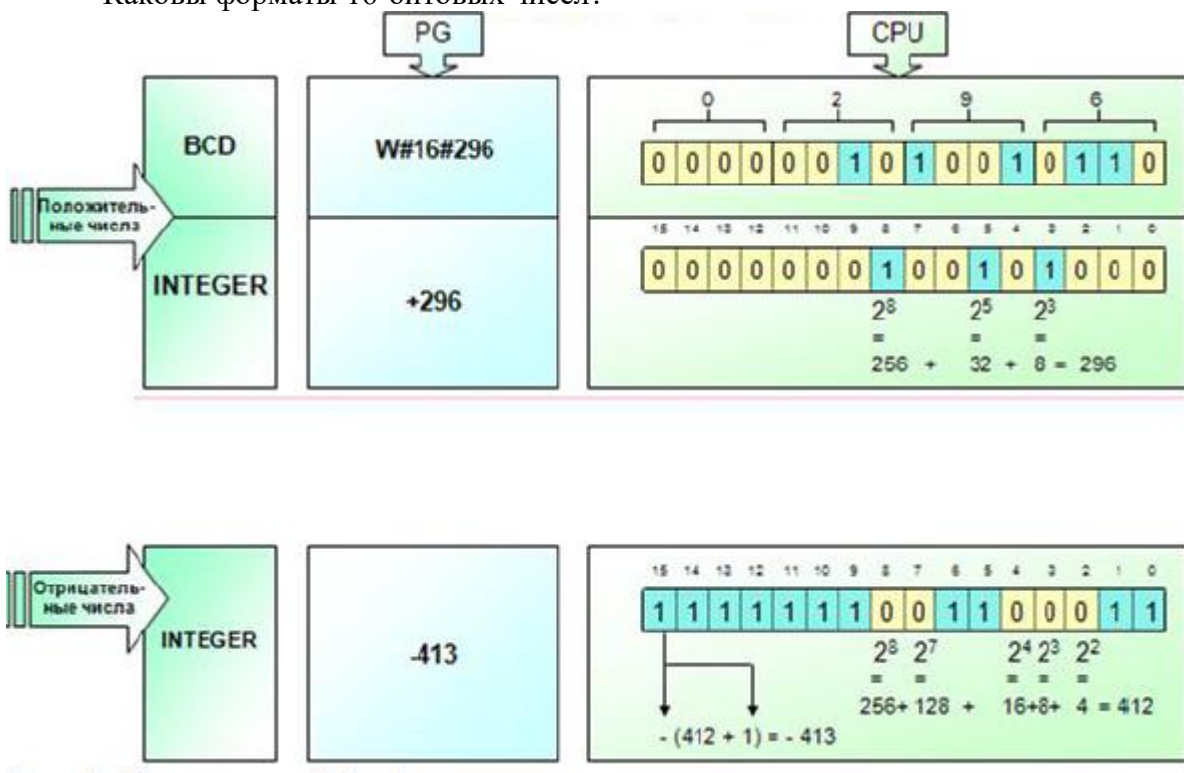 Каковы форматы 16-битовых чисел?
PG
CPU
Положитель-
ные числа
BCD
W#16#296
0 2 9 6
0 0 0 0 0 0 1 0 1 0 0 1 0 1 1 0
INTEGER
+296
15 14 13 12 11 10 9 8 7 6 5 4 3 2 1 0
0 0 0 0 0 0 0 1 0 0 1 0 1 0 0 0
2⁸ 2⁵ 2³
= = =
256 + 32 + 8 = 296
Отрицатель-
ные числа
INTEGER
-413
15 14 13 12 11 10 9 8 7 6 5 4 3 2 1 0
1 1 1 1 1 1 1 0 0 1 1 0 0 0 1 1
2⁸ 2⁷ 2⁴ 2³ 2²
= = = = =
256+ 128 + 16+8+ 4 = 412
- (412 + 1) = - 413